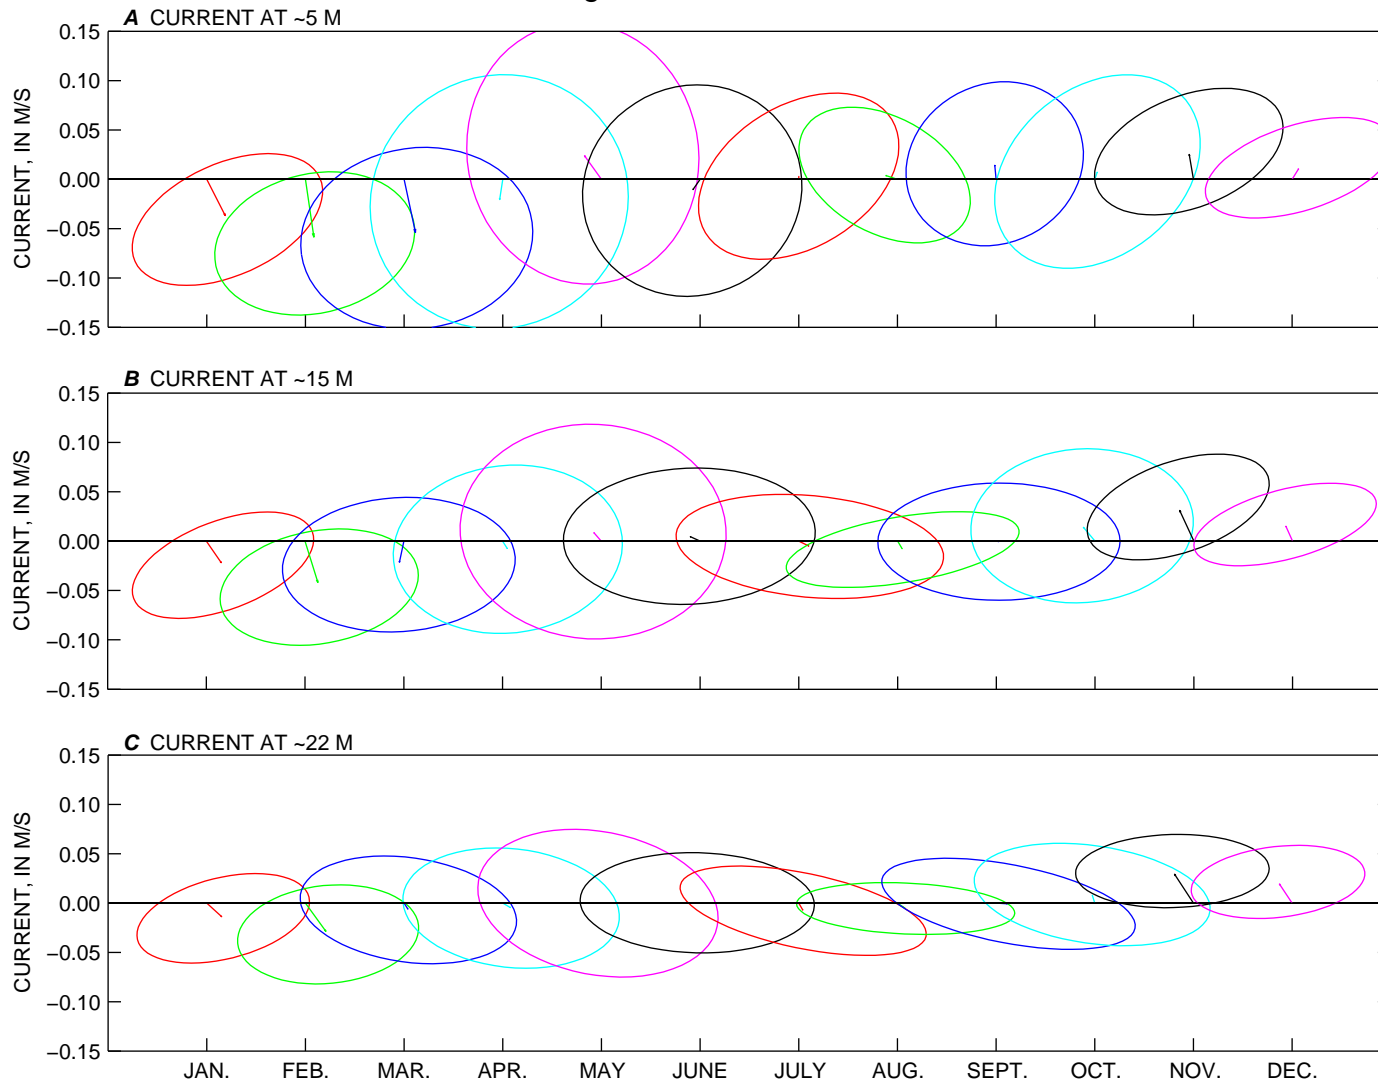 g
A CURRENT AT ~5 M
0.15
0.10
0.05
0.00
−0.05
−0.10
−0.15
CURRENT, IN M/S
B CURRENT AT ~15 M
0.15
0.10
0.05
0.00
−0.05
−0.10
−0.15
CURRENT, IN M/S
C CURRENT AT ~22 M
0.15
0.10
0.05
0.00
−0.05
−0.10
−0.15
CURRENT, IN M/S
JAN. FEB. MAR. APR. MAY JUNE JULY AUG. SEPT. OCT. NOV. DEC.